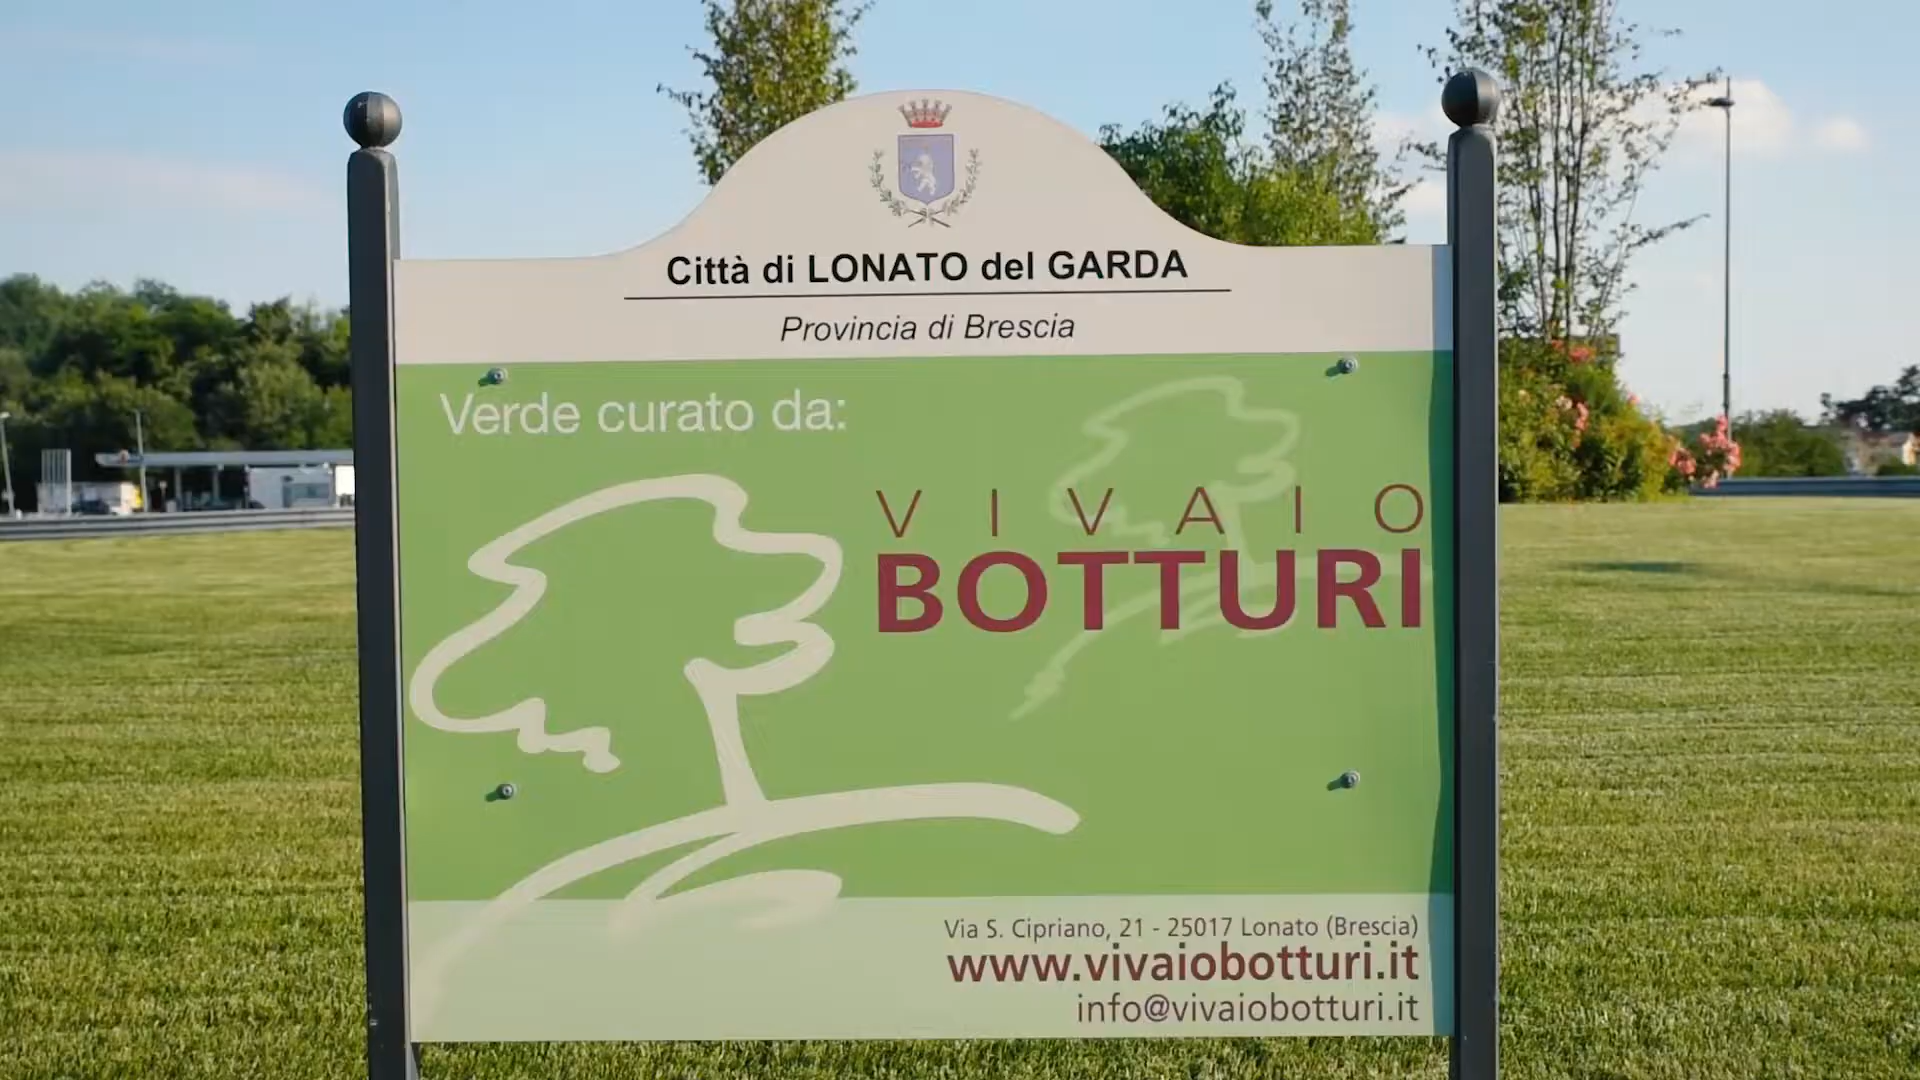 Città di LONATO del GARDA
Provincia di Brescia
Verde curato da:
VIVAIO
BOTTURI
Via S. Cipriano, 21 - 25017 Lonato (Brescia)
www.vivaiobotturi.it
info@vivaiobotturi.it